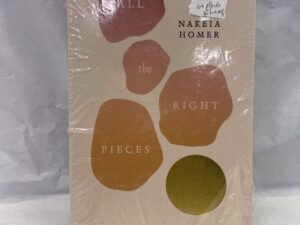 ALL
NAKEIA
HOMER
the
RIGHT
PIECES